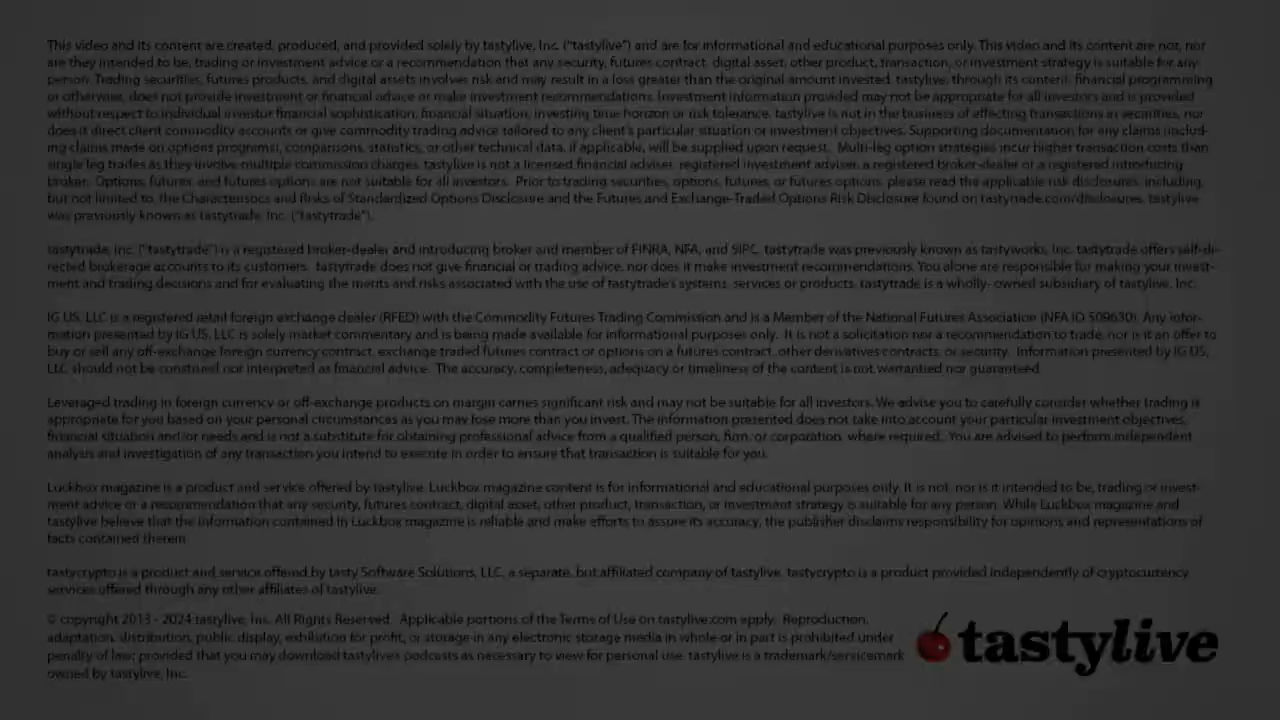 This video and its content are created, produced, and provided solely by tastylive, Inc. ("tastylive") and are for informational and educational purposes only. This video and its content are not, nor
are they intended to be, trading or investment advice or a recommendation that any security, futures contract, digital asset, other product, transaction, or investment strategy is suitable for any
person. Trading securities, futures products, and digital assets involves risk and may result in a loss greater than the original amount invested. tastylive, through its content, financial programming
or otherwise, does not provide investment or financial advice or make investment recommendations. Investment information provided may not be appropriate for all investors and is provided
without respect to individual investor financial sophistication, financial situation, investing time horizon or risk tolerance. tastylive is not in the business of effecting transactions in securities, nor
does it direct client commodity accounts or give commodity trading advice tailored to any client's particular situation or investment objectives. Supporting documentation for any claims (includ-
ing claims made on options programs), comparisons, statistics, or other technical data, if applicable, will be supplied upon request. Multi-leg option strategies incur higher transaction costs than
single leg trades as they involve multiple commission charges. tastylive is not a licensed financial adviser, registered investment adviser, a registered broker-dealer or a registered introducing
broker. Options, futures, and futures options are not suitable for all investors. Prior to trading securities, options, futures, or futures options, please read the applicable risk disclosures, including,
but not limited to, the Characteristics and Risks of Standardized Options Disclosure and the Futures and Exchange-Traded Options Risk Disclosure found on tastytrade.com/disclosures. tastylive
was previously known as tastytrade, Inc. ("tastytrade").
tastytrade, Inc. ("tastytrade") is a registered broker-dealer and introducing broker and member of FINRA, NFA, and SIPC. tastytrade was previously known as tastyworks, Inc. tastytrade offers self-di-
rected brokerage accounts to its customers. tastytrade does not give financial or trading advice, nor does it make investment recommendations. You alone are responsible for making your invest-
ment and trading decisions and for evaluating the merits and risks associated with the use of tastytrade's systems, services or products. tastytrade is a wholly- owned subsidiary of tastylive, Inc.
IG US, LLC is a registered retail foreign exchange dealer (RFED) with the Commodity Futures Trading Commission and is a Member of the National Futures Association (NFA ID 509630). Any infor-
mation presented by IG US, LLC is solely market commentary and is being made available for informational purposes only. It is not a solicitation nor a recommendation to trade, nor is it an offer to
buy or sell any off-exchange foreign currency contract, exchange traded futures contract or options on a futures contract, other derivatives contracts, or security. Information presented by IG US,
LLC should not be construed nor interpreted as financial advice. The accuracy, completeness, adequacy or timeliness of the content is not warrantied nor guaranteed
Leveraged trading in foreign currency or off-exchange products on margin carries significant risk and may not be suitable for all investors. We advise you to carefully consider whether trading is
appropriate for you based on your personal circumstances as you may lose more than you invest. The information presented does not take into account your particular investment objectives,
financial situation and/or needs and is not a substitute for obtaining professional advice from a qualified person, firm, or corporation, where required. You are advised to perform independent
analysis and investigation of any transaction you intend to execute in order to ensure that transaction is suitable for you.
Luckbox magazine is a product and service offered by tastylive. Luckbox magazine content is for informational and educational purposes only. It is not, nor is it intended to be, trading or invest-
ment advice or a recommendation that any security, futures contract, digital asset, other product, transaction, or investment strategy is suitable for any person. While Luckbox magazine and
tastylive believe that the information contained in Luckbox magazine is reliable and make efforts to assure its accuracy, the publisher disclaims responsibility for opinions and representations of
facts contained therein
tastycrypto is a product and service offered by tasty Software Solutions, LLC, a separate, but affiliated company of tastylive. tastycrypto is a product provided independently of cryptocurrency
services offered through any other affiliates of tastylive.
© copyright 2013 - 2024 tastylive, Inc. All Rights Reserved. Applicable portions of the Terms of Use on tastylive.com apply. Reproduction,
adaptation, distribution, public display, exhibition for profit, or storage in any electronic storage media in whole or in part is prohibited under
penalty of law; provided that you may download tastylive's podcasts as necessary to view for personal use. tastylive is a trademark/servicemark
owned by tastylive, Inc.
tastylive